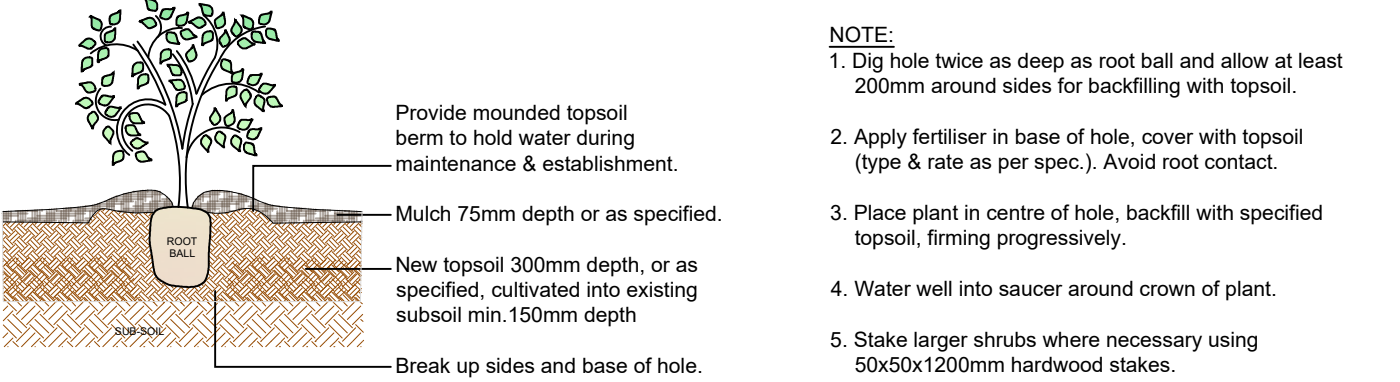 Provide mounded topsoil
berm to hold water during
maintenance & establishment.
Mulch 75mm depth or as specified.
New topsoil 300mm depth, or as
specified, cultivated into existing
subsoil min.150mm depth
Break up sides and base of hole.
ROOT
BALL
SUB-SOIL
NOTE:
1. Dig hole twice as deep as root ball and allow at least
200mm around sides for backfilling with topsoil.
2. Apply fertiliser in base of hole, cover with topsoil
(type & rate as per spec.). Avoid root contact.
3. Place plant in centre of hole, backfill with specified
topsoil, firming progressively.
4. Water well into saucer around crown of plant.
5. Stake larger shrubs where necessary using
50x50x1200mm hardwood stakes.